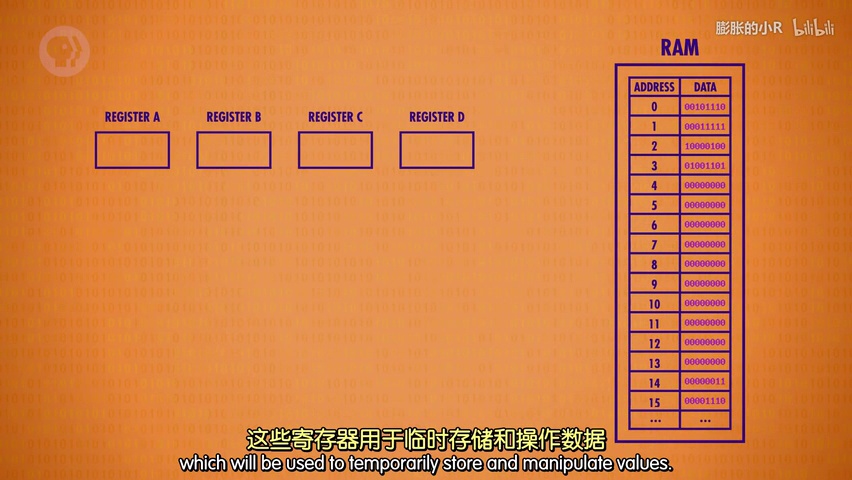 膨胀的小R bilibili
RAM
REGISTER A REGISTER B REGISTER C REGISTER D
ADDRESS DATA
0 00101110
1 00011111
2 10000100
3 01001101
4 00000000
5 00000000
6 00000000
7 00000000
8 00000000
9 00000000
10 00000000
11 00000000
12 00000000
13 00000000
14 00000011
15 00001110
... ...
这些寄存器用于临时存储和操作数据
which will be used to temporarily store and manipulate values.